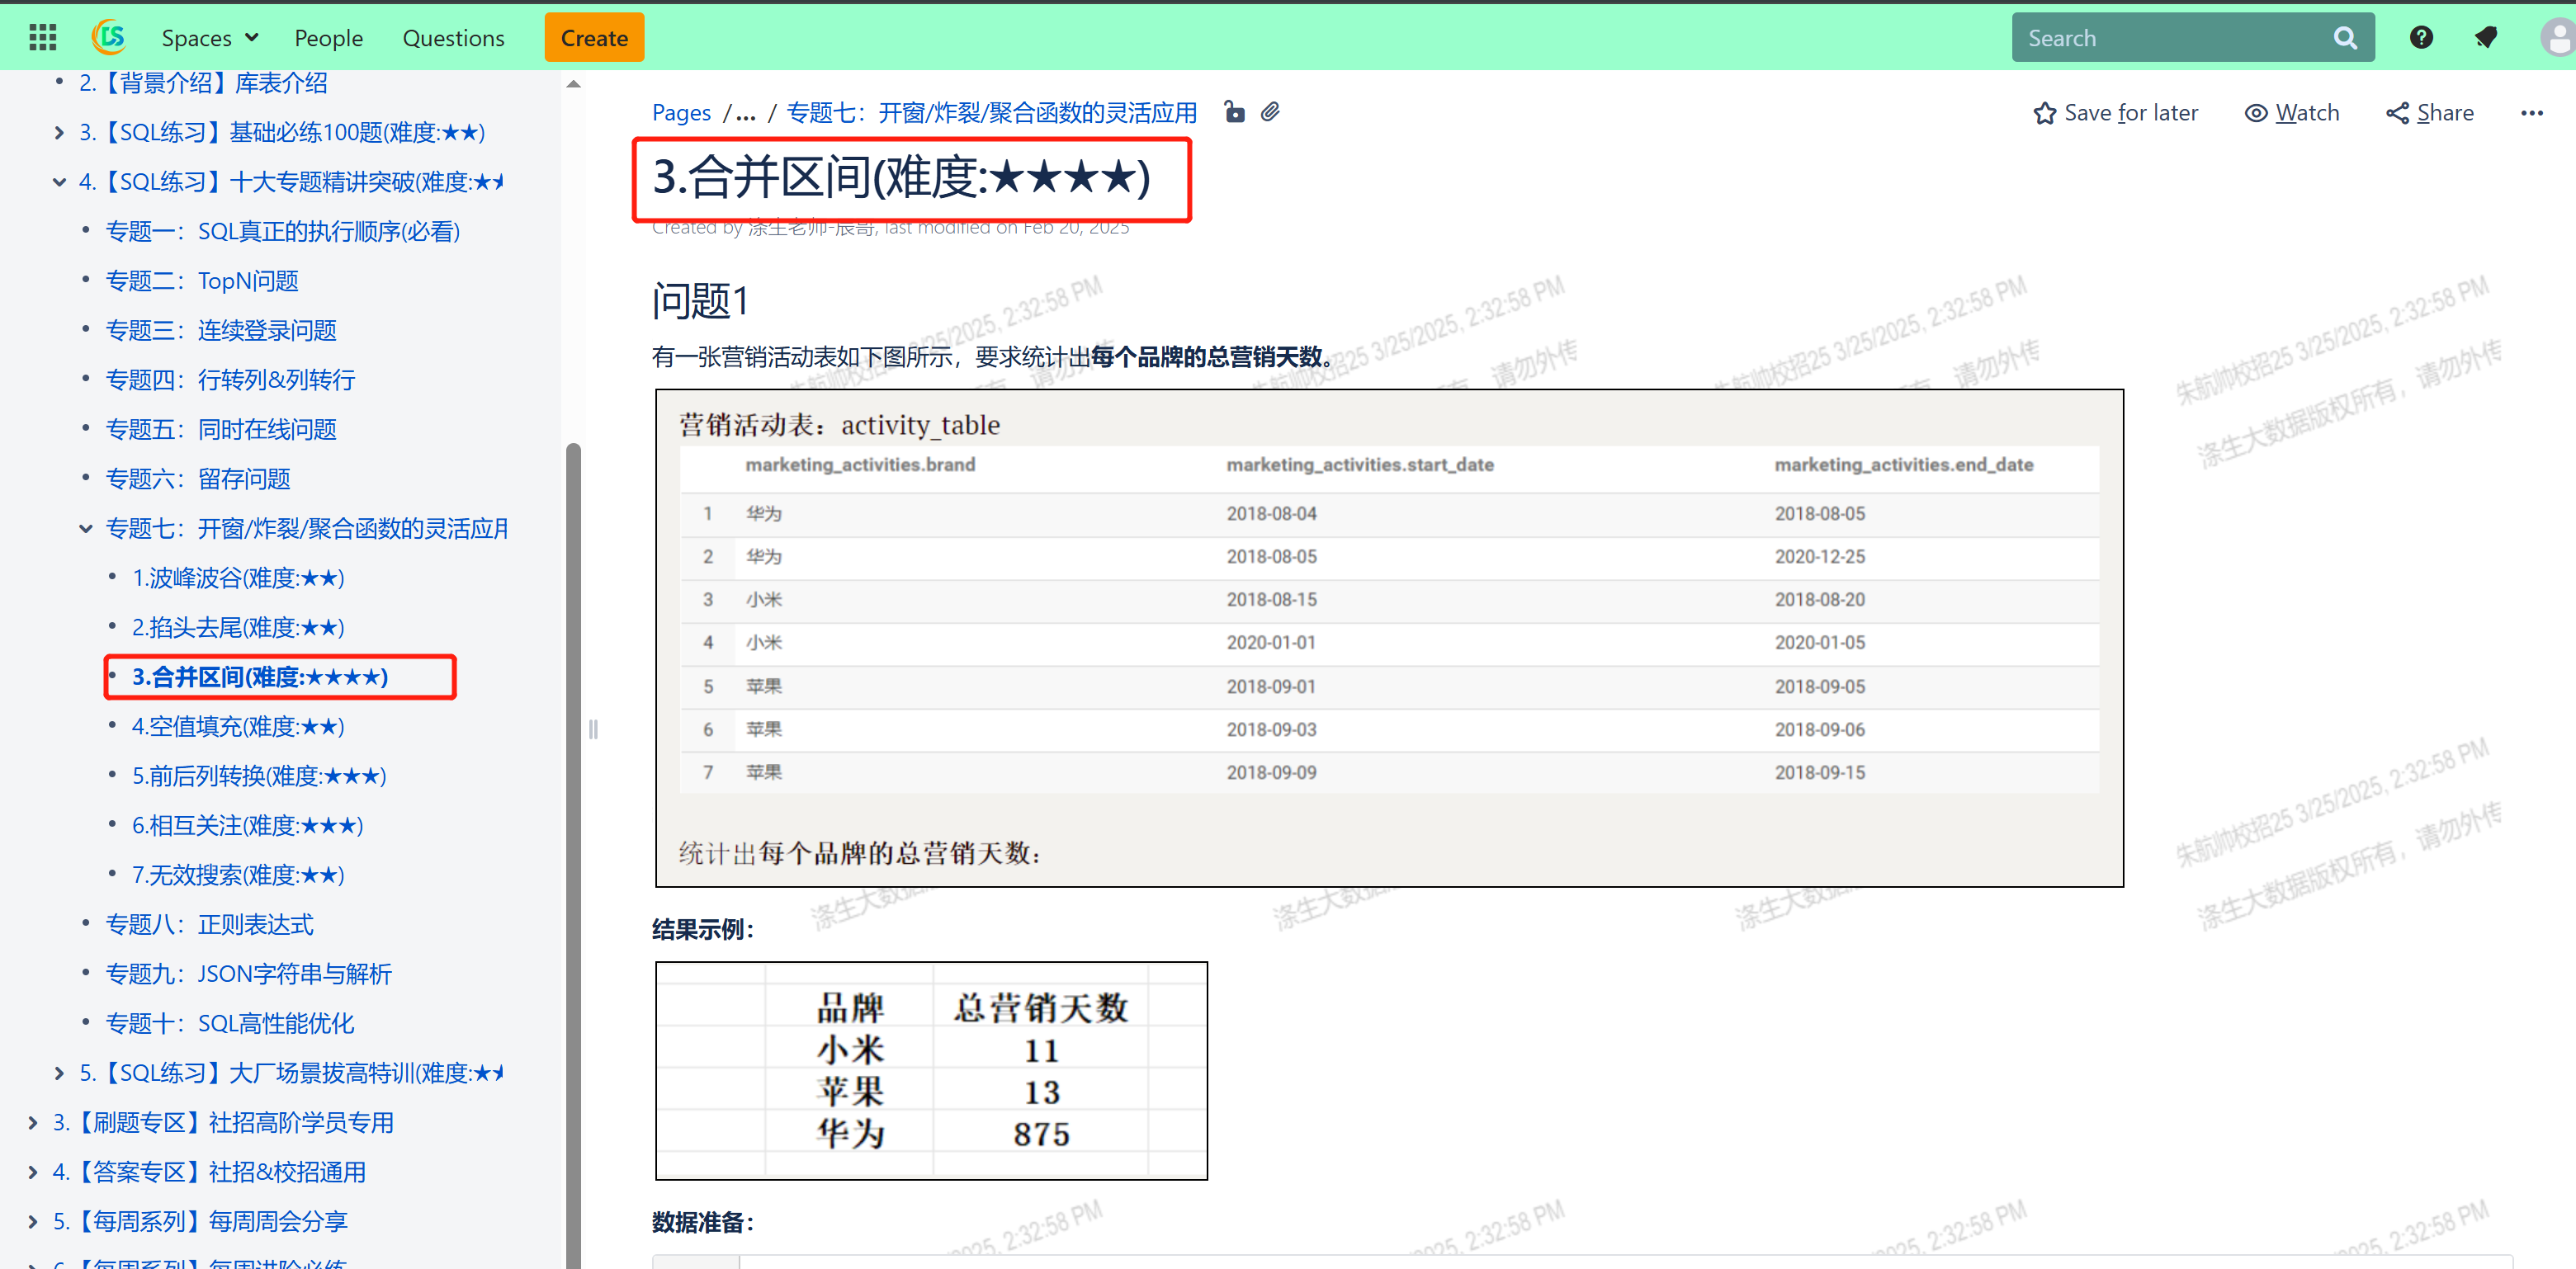 Spaces People Questions Create Search
2.【背景介绍】库表介绍
3.【SQL练习】基础必练100题(难度:★★)
4.【SQL练习】十大专题精讲突破(难度:★
专题一：SQL真正的执行顺序(必看)
专题二：TopN问题
专题三：连续登录问题
专题四：行转列&列转行
专题五：同时在线问题
专题六：留存问题
专题七：开窗/炸裂/聚合函数的灵活应用
1.波峰波谷(难度:★★)
2.掐头去尾(难度:★★)
3.合并区间(难度:★★★★)
4.空值填充(难度:★★)
5.前后列转换(难度:★★★)
6.相互关注(难度:★★★)
7.无效搜索(难度:★★)
专题八：正则表达式
专题九：JSON字符串与解析
专题十：SQL高性能优化
5.【SQL练习】大厂场景拔高特训(难度:★
3.【刷题专区】社招高阶学员专用
4.【答案专区】社招&校招通用
5.【每周系列】每周周会分享
6.【每周系列】每周进阶必练
Pages /... / 专题七：开窗/炸裂/聚合函数的灵活应用
Save for later Watch Share
3.合并区间(难度:★★★★)
Created by 涤生老师-辰哥, last modified on Feb 20, 2025
问题1
有一张营销活动表如下图所示，要求统计出每个品牌的总营销天数。
营销活动表：activity_table
marketing_activities.brand marketing_activities.start_date marketing_activities.end_date
1 华为 2018-08-04 2018-08-05
2 华为 2018-08-05 2020-12-25
3 小米 2018-08-15 2018-08-20
4 小米 2020-01-01 2020-01-05
5 苹果 2018-09-01 2018-09-05
6 苹果 2018-09-03 2018-09-06
7 苹果 2018-09-09 2018-09-15
统计出每个品牌的总营销天数：
结果示例：
品牌 总营销天数
小米 11
苹果 13
华为 875
数据准备：
朱航帅校招25 3/25/2025, 2:32:58 PM
涤生大数据版权所有，请勿外传